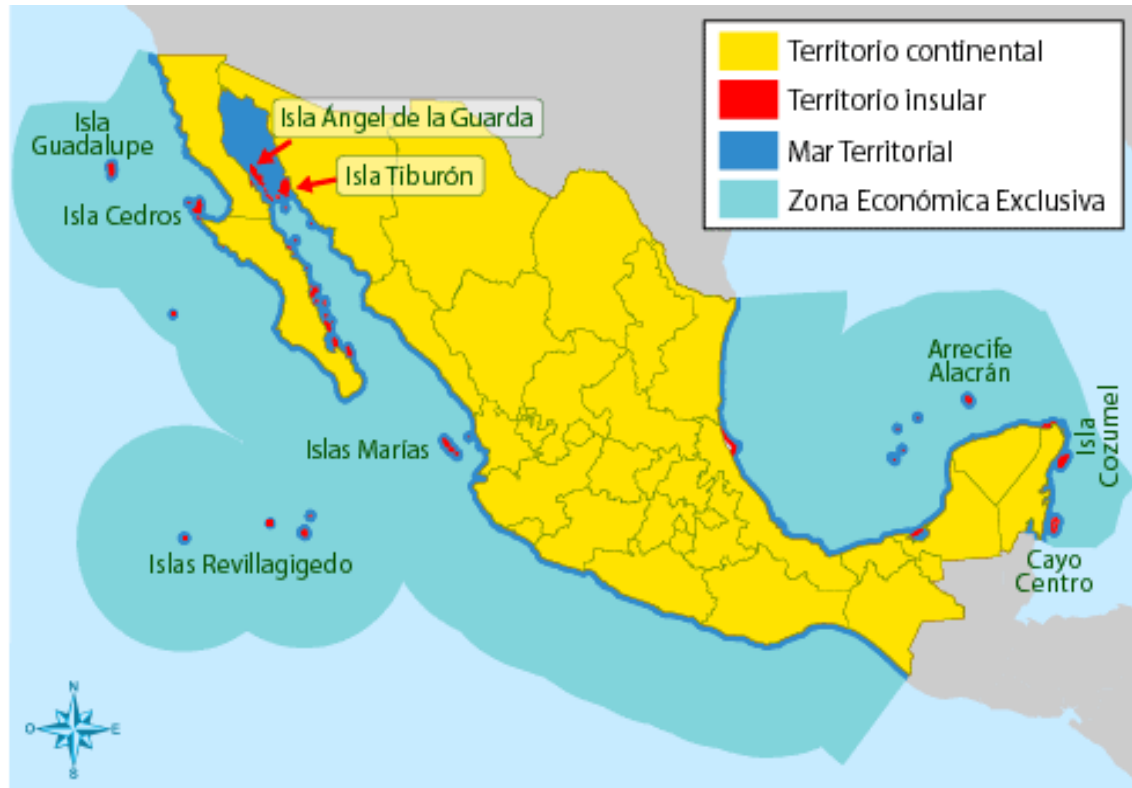 Territorio continental
Territorio insular
Mar Territorial
Zona Económica Exclusiva
Isla
Guadalupe
Isla Ángel de la Guarda
Isla Tiburón
Isla Cedros
Arrecife
Alacrán
Isla
Cozumel
Islas Marías
Islas Revillagigedo
Cayo
Centro
N
O
E
S